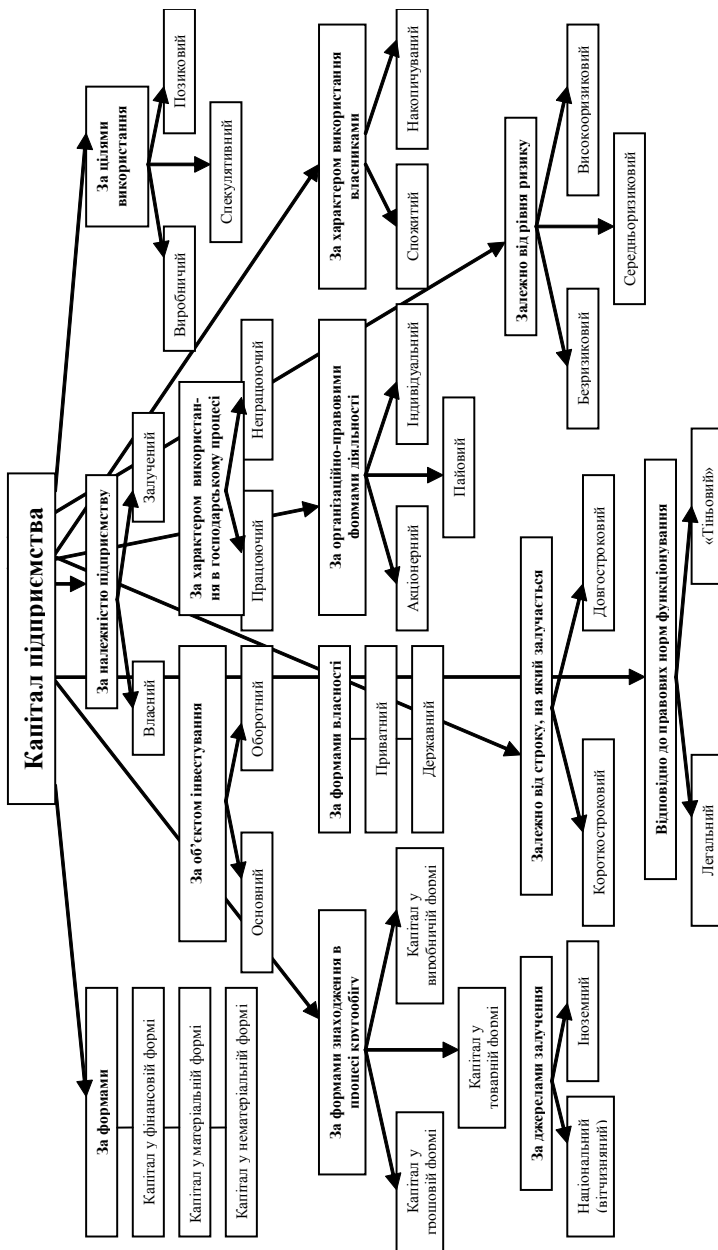 Капітал підприємства
За формами
Капітал у фінансовій формі
Капітал у матеріальній формі
Капітал у нематеріальній формі
За належністю підприємству
Власний
Залучений
За цілями
використання
Виробничий
Спекулятивний
Позиковий
За об’єктом інвестування
Основний
Оборотний
За характером використан-
ня в господарському процесі
Працюючий
Непрацюючий
За формами знаходження в
процесі кругообігу
Капітал у
грошовій формі
Капітал у
товарній формі
Капітал у
виробничій формі
За формами власності
Приватний
Державний
За організаційно-правовими
формами діяльності
Акціонерний
Пайовий
Індивідуальний
За характером використання
власниками
Спожитий
Накопичуваний
За джерелами залучення
Національний
(вітчизняний)
Іноземний
Залежно від строку, на який залучається
Короткостроковий
Довгостроковий
Залежно від рівня ризику
Безризиковий
Середньоризиковий
Високооризиковий
Відповідно до правових норм функціонування
Легальний
«Тіньовий»